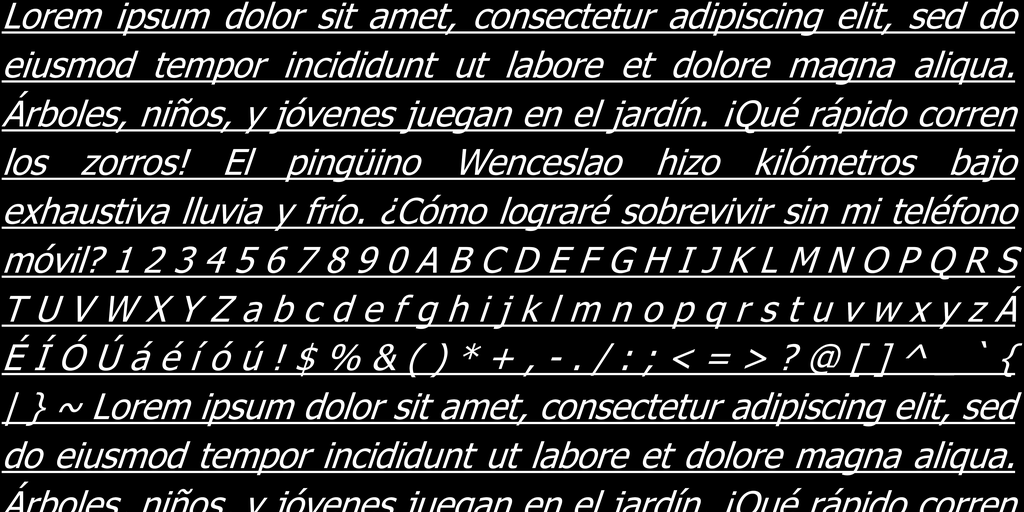 Lorem ipsum dolor sit amet, consectetur adipiscing elit, sed do
eiusmod tempor incididunt ut labore et dolore magna aliqua.
Árboles, niños, y jóvenes juegan en el jardín. ¡Qué rápido corren
los zorros! El pingüino Wenceslao hizo kilómetros bajo
exhaustiva lluvia y frío. ¿Cómo lograré sobrevivir sin mi teléfono
móvil? 1 2 3 4 5 6 7 8 9 0 A B C D E F G H I J K L M N O P Q R S
T U V W X Y Z a b c d e f g h i j k l m n o p q r s t u v w x y z Á
É Í Ó Ú á é í ó ú ! $ % & ( ) * + , - . / : ; < = > ? @ [ ] ^ _ ` {
| } ~ Lorem ipsum dolor sit amet, consectetur adipiscing elit, sed
do eiusmod tempor incididunt ut labore et dolore magna aliqua.
Árboles, niños, y jóvenes juegan en el jardín. ¡Qué rápido corren